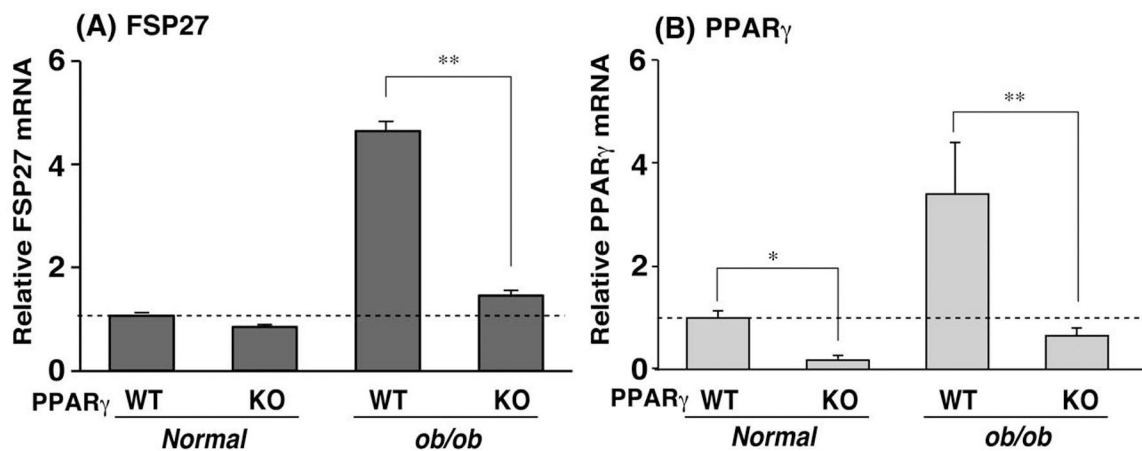 (A) FSP27
Relative FSP27 mRNA
6
4
2
0
**
PPARγ WT KO WT KO
Normal ob/ob
(B) PPARγ
Relative PPARγ mRNA
6
4
2
0
*
**
PPARγ WT KO WT KO
Normal ob/ob